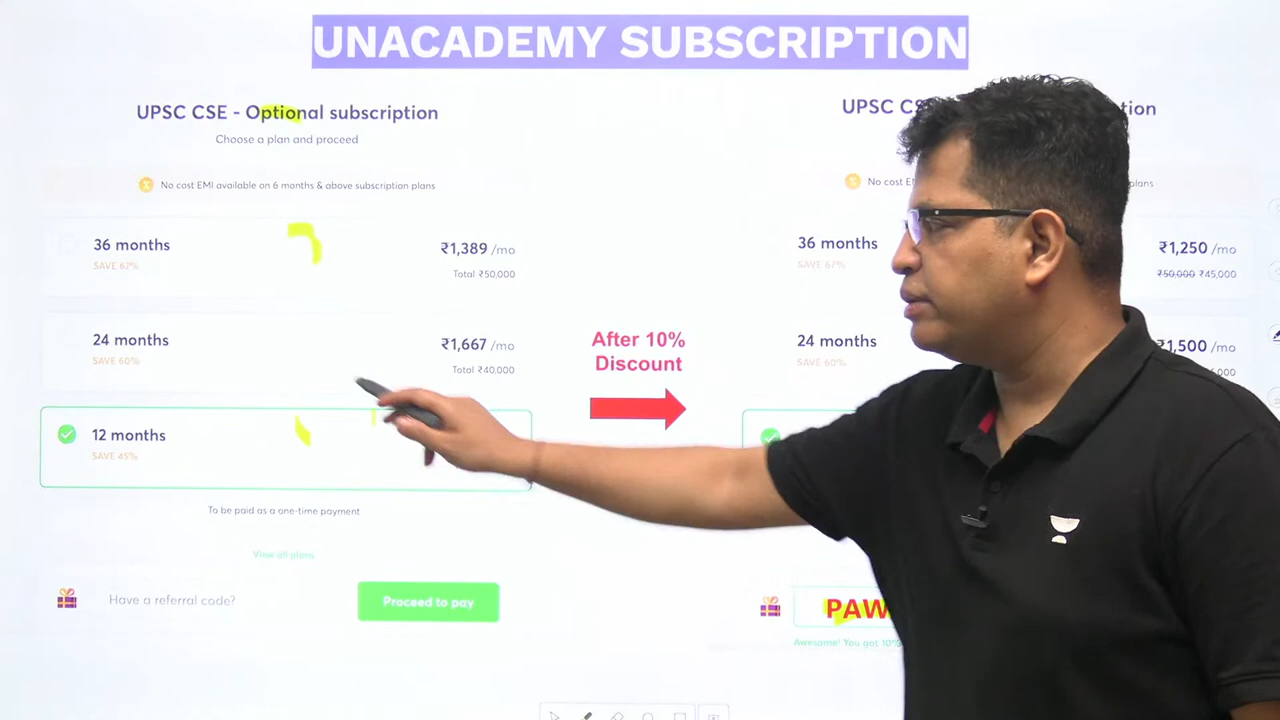 UNACADEMY SUBSCRIPTION
UPSC CSE - Optional subscription
Choose a plan and proceed
No cost EMI available on 6 months & above subscription plans
36 months
SAVE 67%
₹1,389 /mo
Total ₹50,000
24 months
SAVE 60%
₹1,667 /mo
Total ₹40,000
12 months
SAVE 45%
To be paid as a one-time payment
View all plans
Have a referral code?
Proceed to pay
After 10%
Discount
UPSC
No cost
plans
36 months
SAVE 67%
₹1,250 /mo
₹50,000 ₹45,000
24 months
SAVE 60%
₹1,500 /mo
Awesome! You got